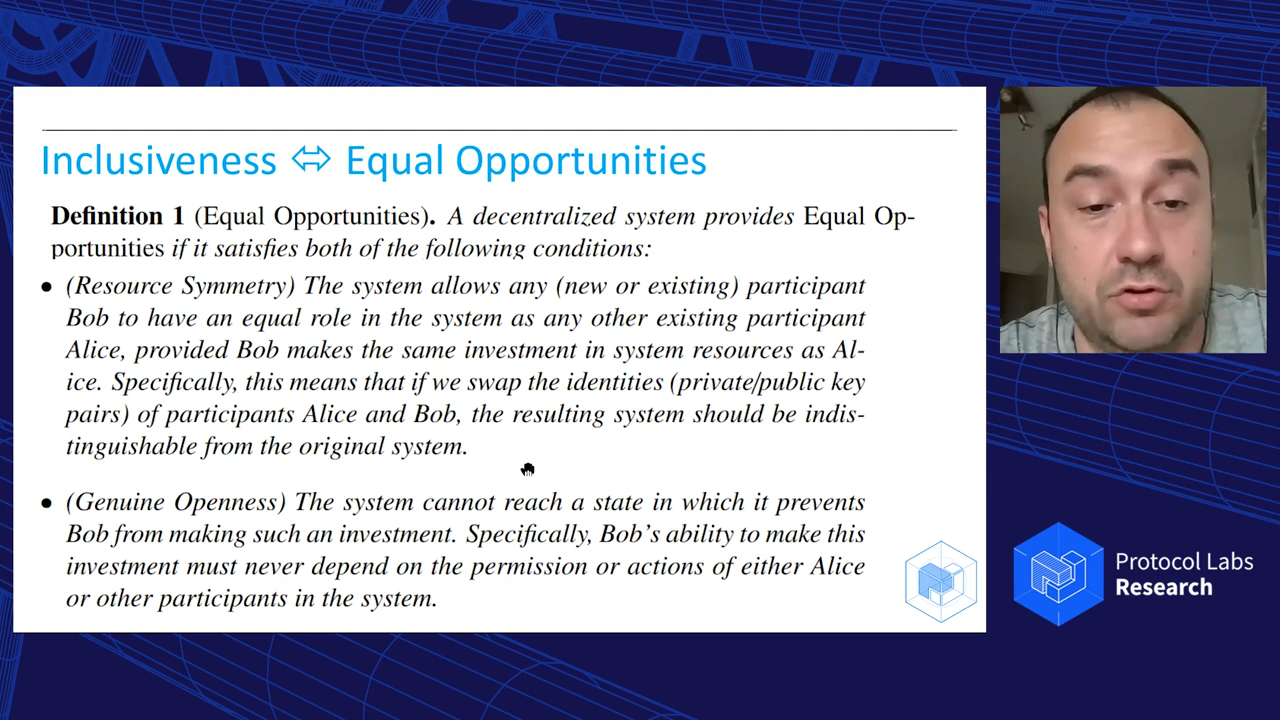 Inclusiveness ⇔ Equal Opportunities
Definition 1 (Equal Opportunities). A decentralized system provides Equal Op-
portunities if it satisfies both of the following conditions:
• (Resource Symmetry) The system allows any (new or existing) participant
Bob to have an equal role in the system as any other existing participant
Alice, provided Bob makes the same investment in system resources as Al-
ice. Specifically, this means that if we swap the identities (private/public key
pairs) of participants Alice and Bob, the resulting system should be indis-
tinguishable from the original system.
• (Genuine Openness) The system cannot reach a state in which it prevents
Bob from making such an investment. Specifically, Bob's ability to make this
investment must never depend on the permission or actions of either Alice
or other participants in the system.
Protocol Labs
Research